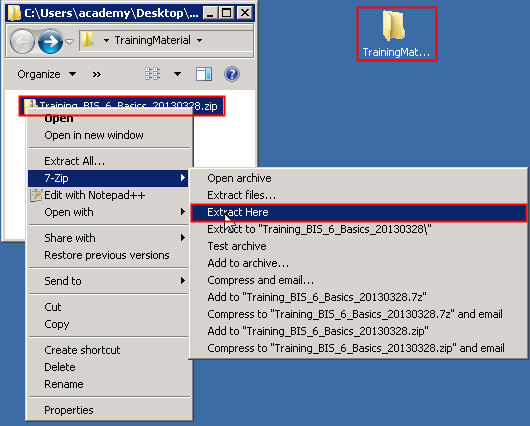 C:\Users\academy\Desktop\...
TrainingMaterial
TrainingMat...
Organize
»
Training_BIS_6_Basics_20130328.zip
Open
Open in new window
Extract All...
7-Zip
Edit with Notepad++
Open with
Share with
Restore previous versions
Send to
Cut
Copy
Create shortcut
Delete
Rename
Properties
Open archive
Extract files...
Extract Here
Extract to "Training_BIS_6_Basics_20130328\"
Test archive
Add to archive...
Compress and email...
Add to "Training_BIS_6_Basics_20130328.7z"
Compress to "Training_BIS_6_Basics_20130328.7z" and email
Add to "Training_BIS_6_Basics_20130328.zip"
Compress to "Training_BIS_6_Basics_20130328.zip" and email